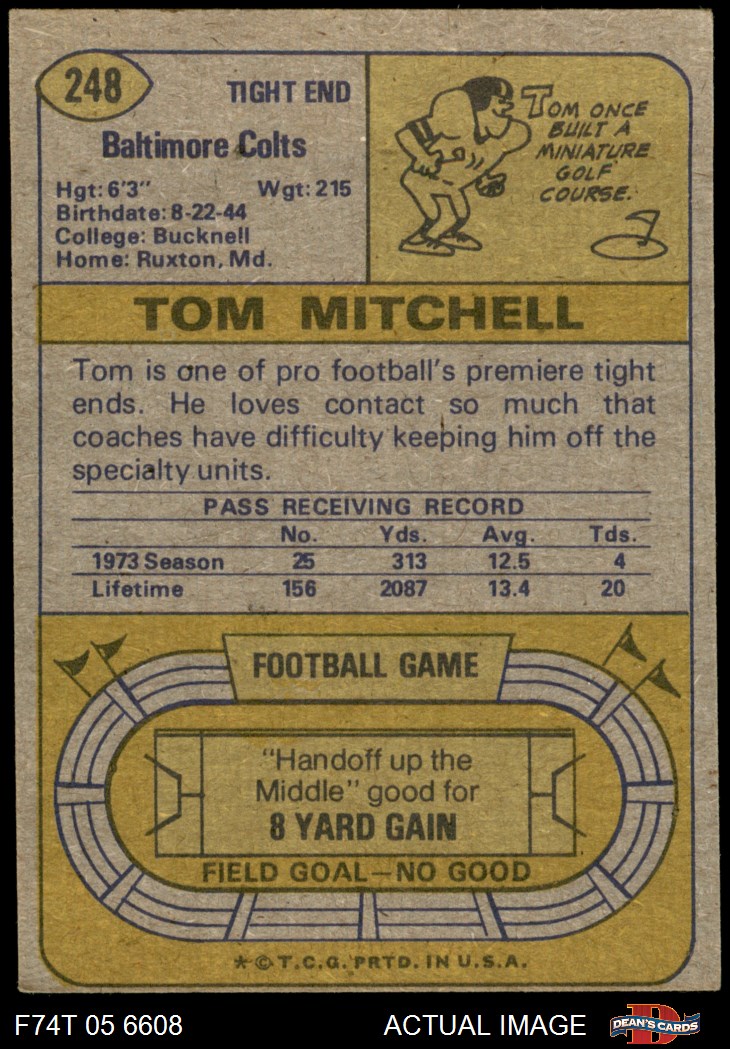 248
TIGHT END
Baltimore Colts
Hgt: 6'3" Wgt: 215
Birthdate: 8-22-44
College: Bucknell
Home: Ruxton, Md.
TOM ONCE
BUILT A
MINIATURE
GOLF
COURSE.
TOM MITCHELL
Tom is one of pro football's premiere tight
ends. He loves contact so much that
coaches have difficulty keeping him off the
specialty units.
PASS RECEIVING RECORD
No. Yds. Avg. Tds.
1973 Season 25 313 12.5 4
Lifetime 156 2087 13.4 20
FOOTBALL GAME
"Handoff up the
Middle" good for
8 YARD GAIN
FIELD GOAL—NO GOOD
* © T.C.G. PRTD. IN U.S.A.
F74T 05 6608 ACTUAL IMAGE DEAN'S CARDS